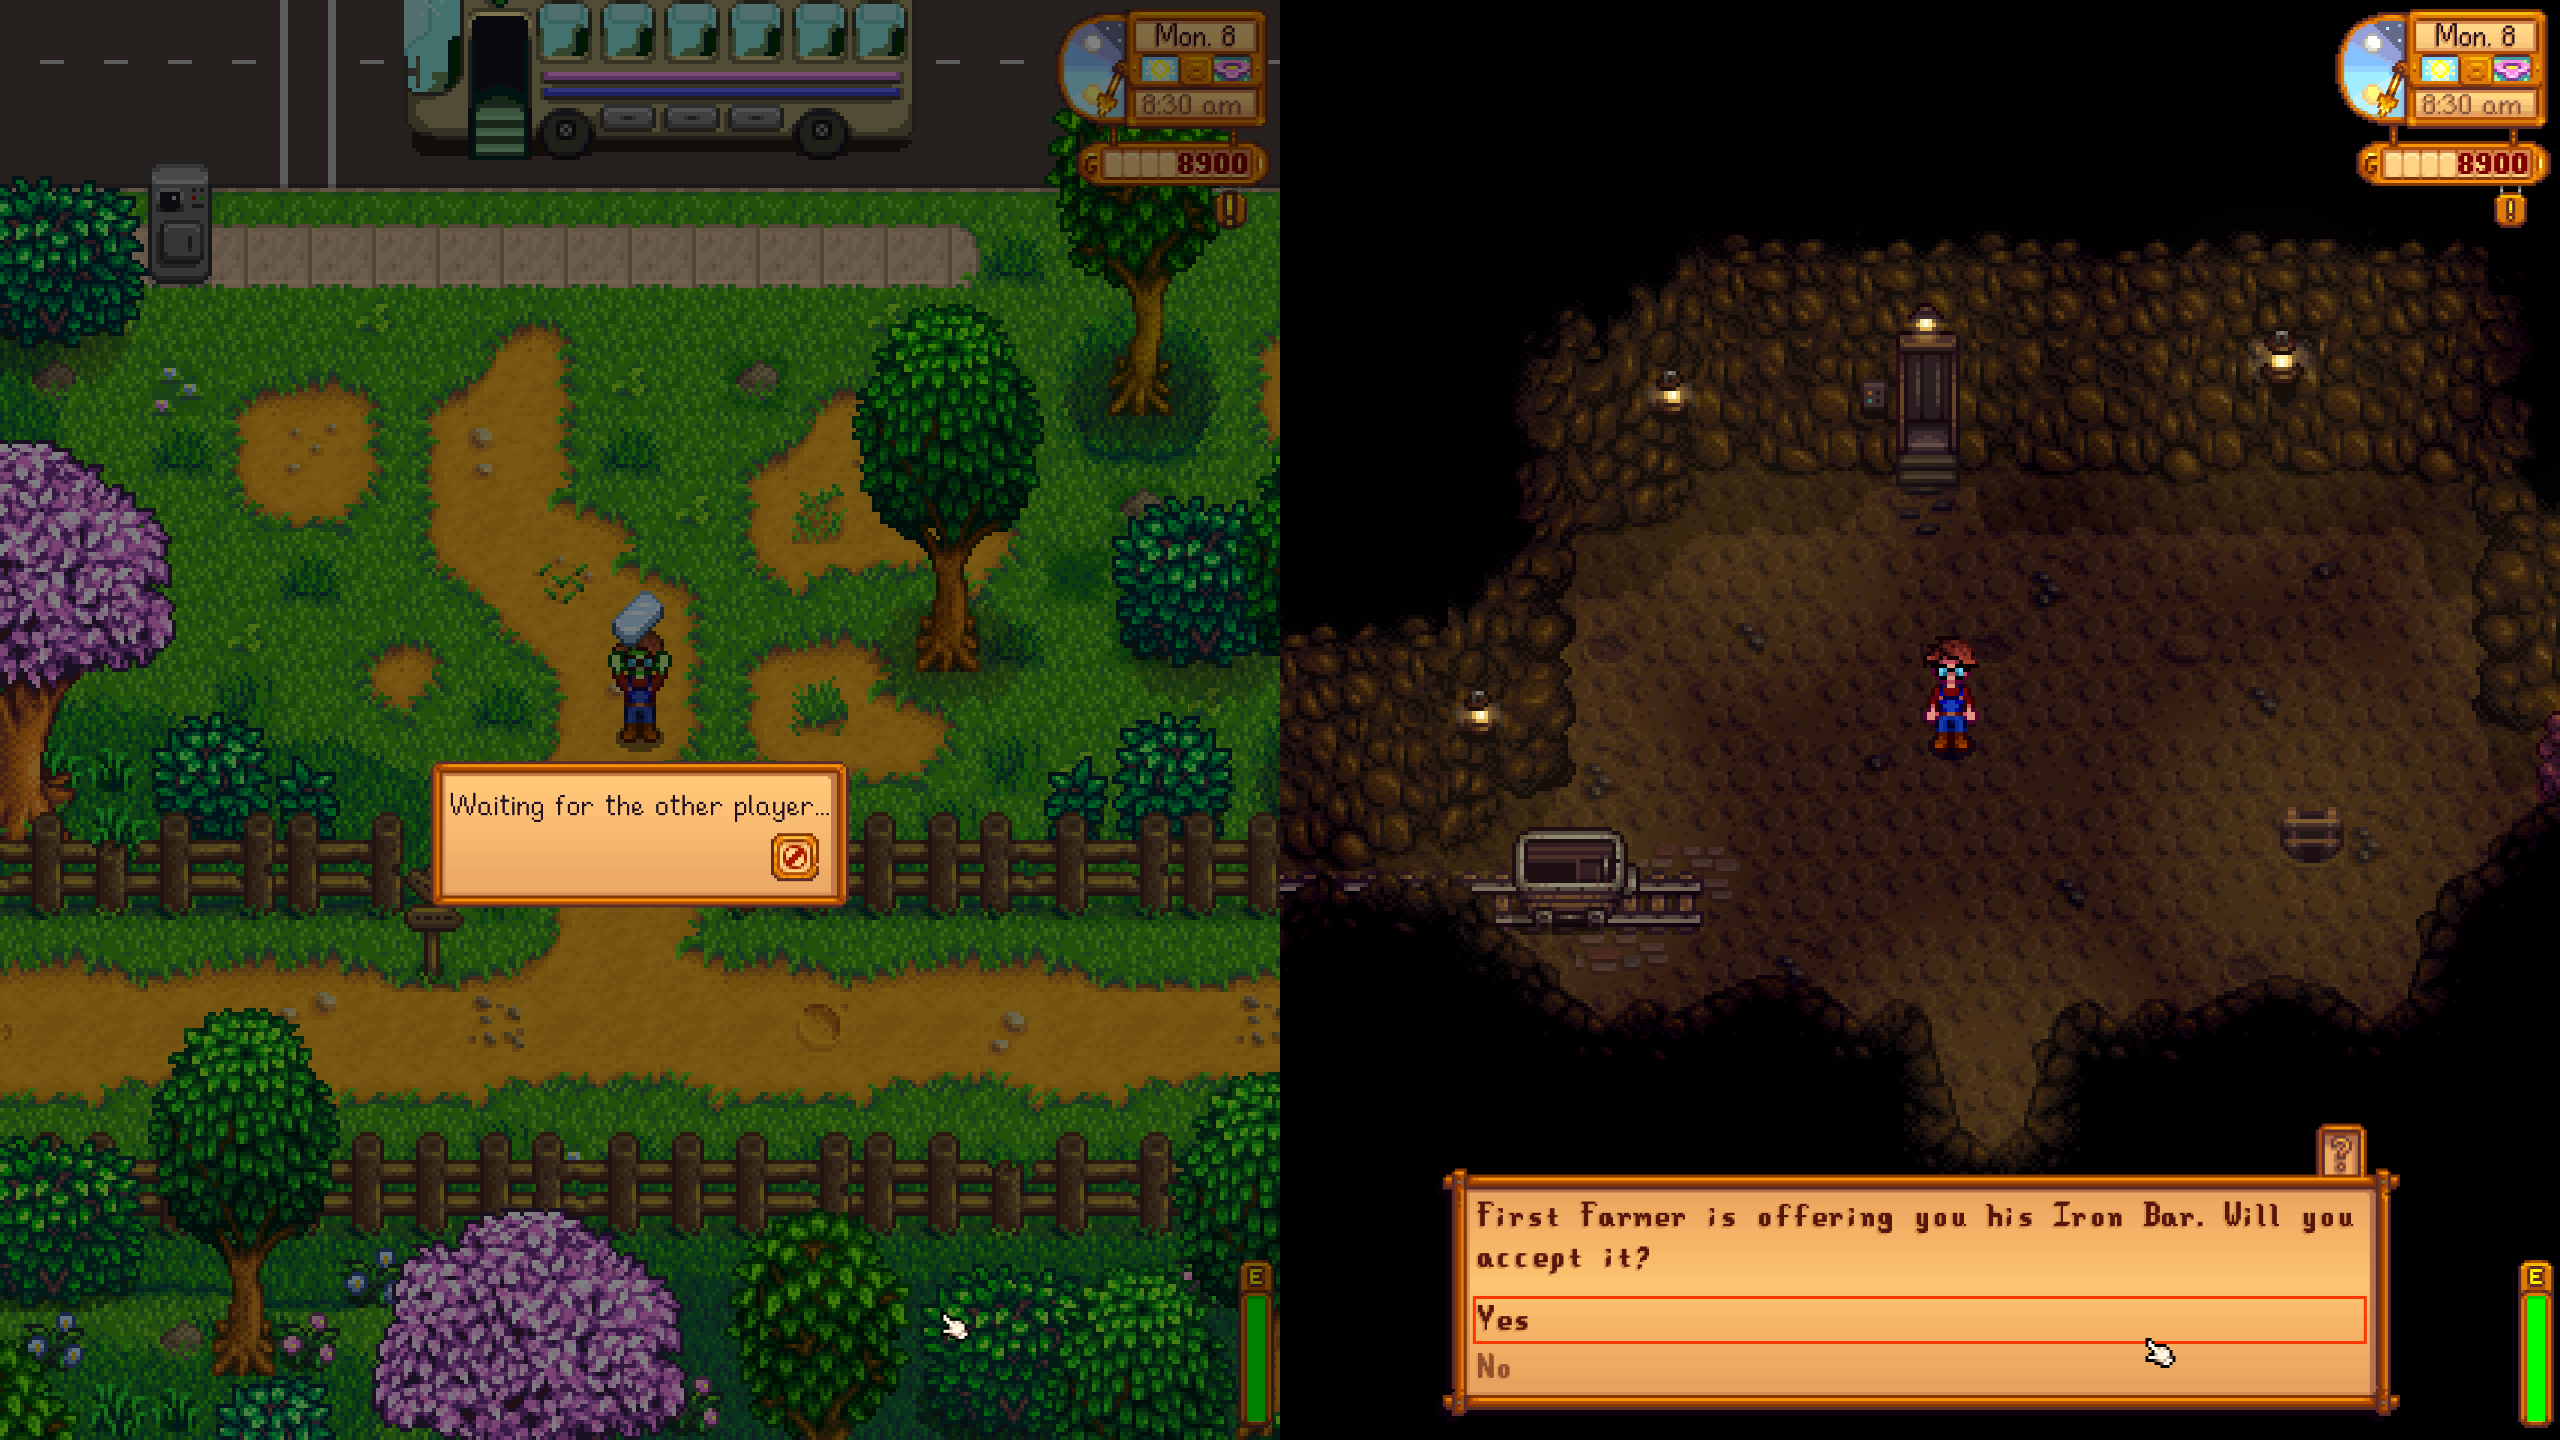 Mon. 8
8:30 am
G 8900
Waiting for the other player...
E
Mon. 8
8:30 am
G 8900
First Farmer is offering you his Iron Bar. Will you
accept it?
Yes
No
E